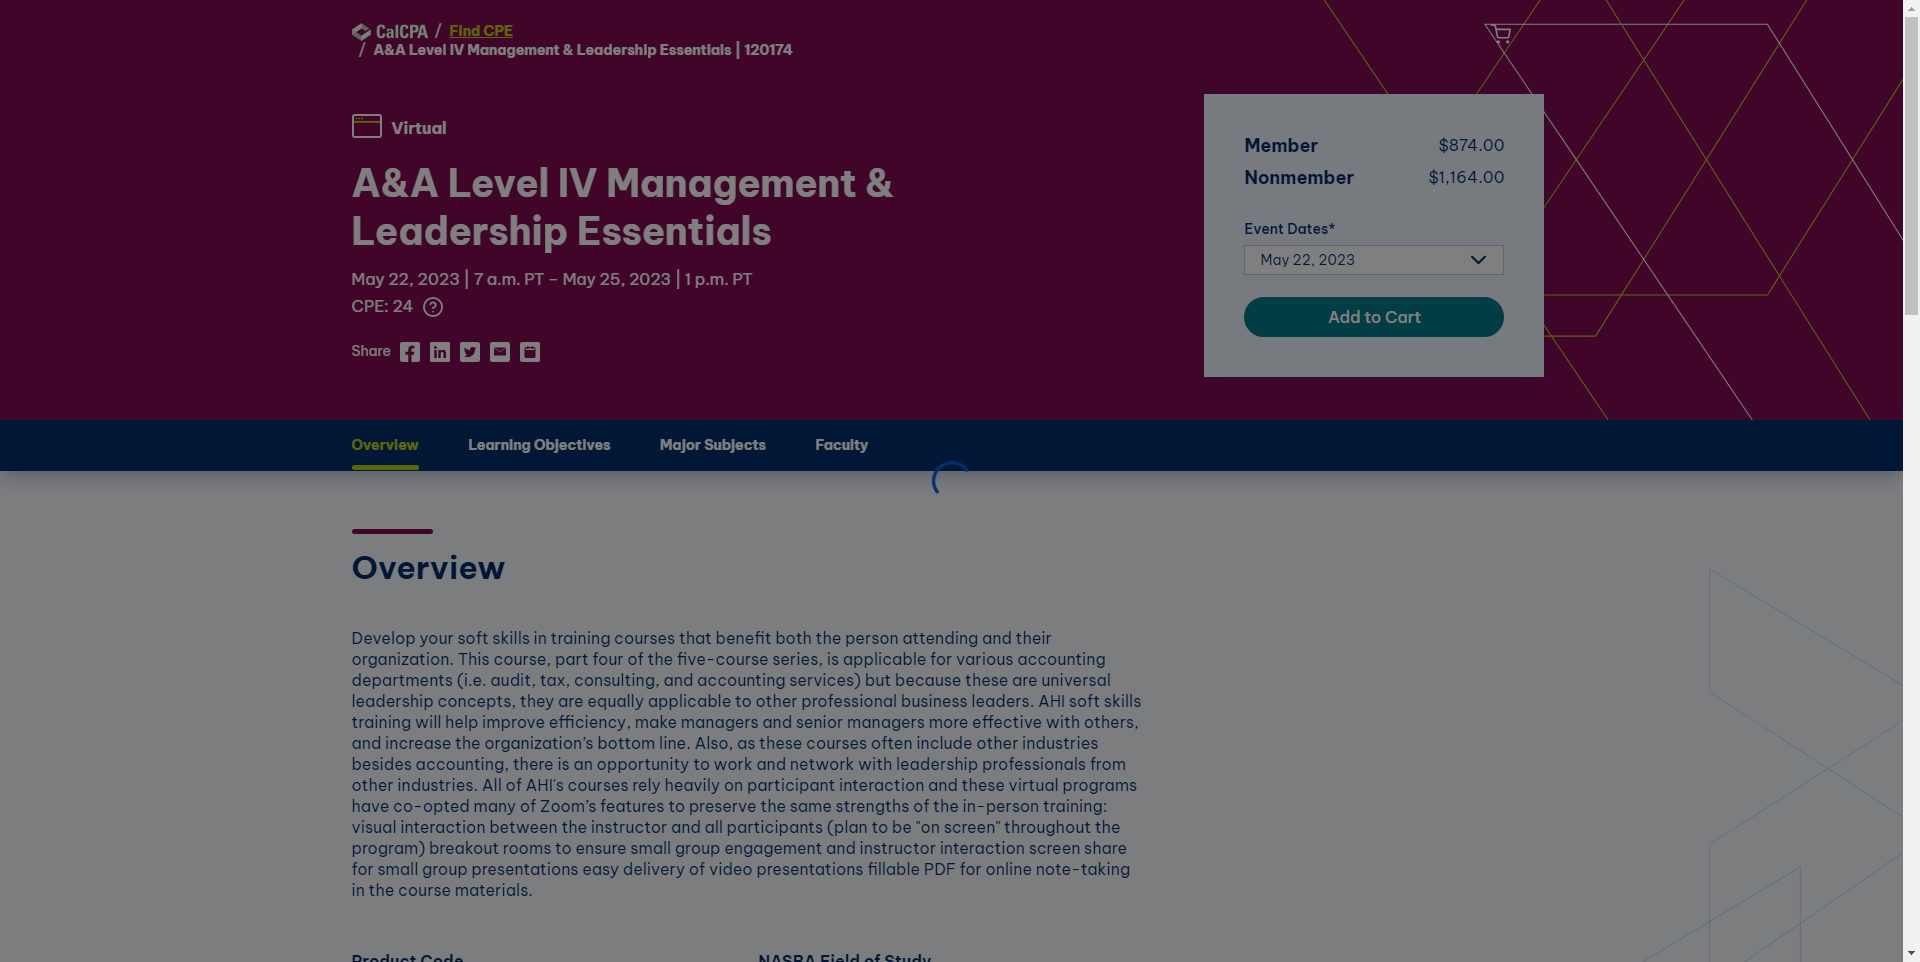 CalCPA / Find CPE
/ A&A Level IV Management & Leadership Essentials | 120174
Virtual
A&A Level IV Management &
Leadership Essentials
May 22, 2023 | 7 a.m. PT – May 25, 2023 | 1 p.m. PT
CPE: 24 ?
Share
Member $874.00
Nonmember $1,164.00
Event Dates*
May 22, 2023
Add to Cart
Overview Learning Objectives Major Subjects Faculty
Overview
Develop your soft skills in training courses that benefit both the person attending and their
organization. This course, part four of the five-course series, is applicable for various accounting
departments (i.e. audit, tax, consulting, and accounting services) but because these are universal
leadership concepts, they are equally applicable to other professional business leaders. AHI soft skills
training will help improve efficiency, make managers and senior managers more effective with others,
and increase the organization’s bottom line. Also, as these courses often include other industries
besides accounting, there is an opportunity to work and network with leadership professionals from
other industries. All of AHI's courses rely heavily on participant interaction and these virtual programs
have co-opted many of Zoom’s features to preserve the same strengths of the in-person training:
visual interaction between the instructor and all participants (plan to be "on screen" throughout the
program) breakout rooms to ensure small group engagement and instructor interaction screen share
for small group presentations easy delivery of video presentations fillable PDF for online note-taking
in the course materials.
Product Code NASBA Field of Study